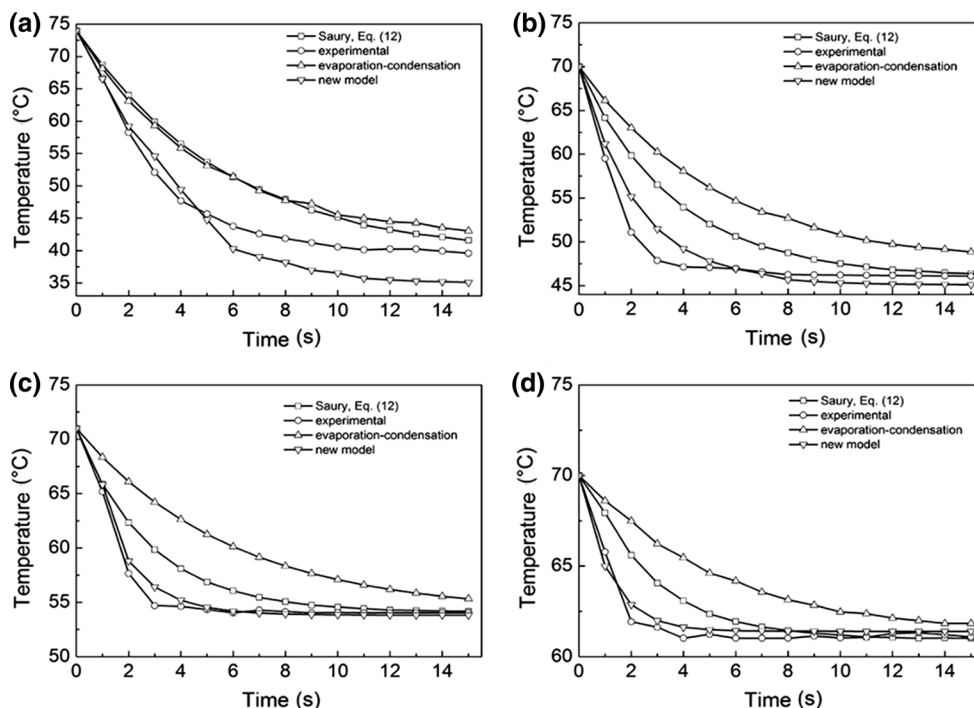 (a)
75
70
65
60
55
50
45
40
35
Temperature (°C)
Saury, Eq. (12)
experimental
evaporation-condensation
new model
0 2 4 6 8 10 12 14
Time (s)
(b)
75
70
65
60
55
50
45
Temperature (°C)
Saury, Eq. (12)
experimental
evaporation-condensation
new model
0 2 4 6 8 10 12 14
Time (s)
(c)
75
70
65
60
55
50
Temperature (°C)
Saury, Eq. (12)
experimental
evaporation-condensation
new model
0 2 4 6 8 10 12 14
Time (s)
(d)
75
70
65
60
Temperature (°C)
Saury, Eq. (12)
experimental
evaporation-condensation
new model
0 2 4 6 8 10 12 14
Time (s)